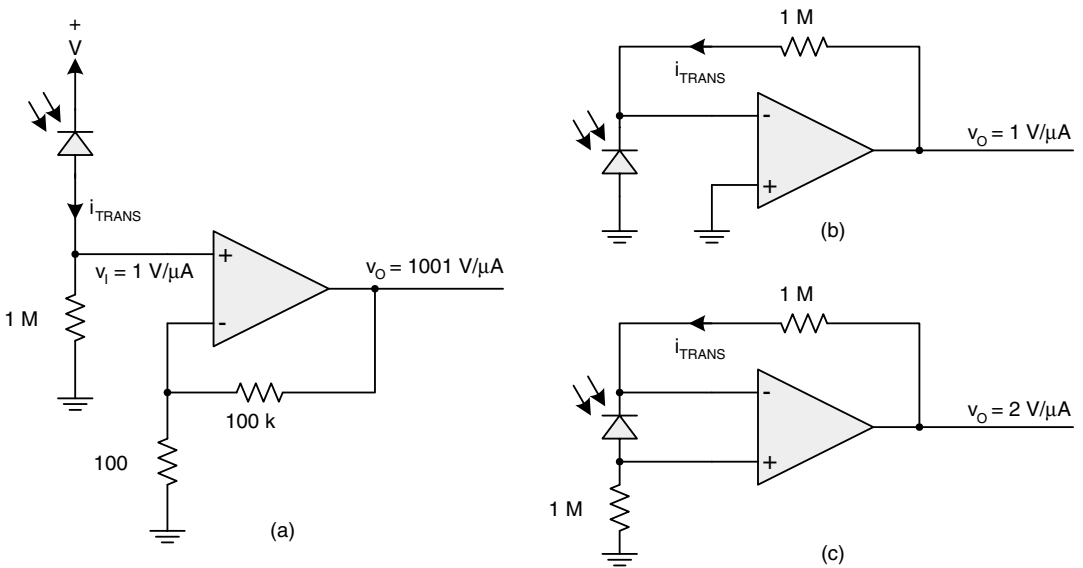 +
V
i_TRANS
v_I = 1 V/μA
+
-
v_O = 1001 V/μA
1 M
100 k
100
(a)
1 M
i_TRANS
-
+
v_O = 1 V/μA
(b)
1 M
i_TRANS
-
+
v_O = 2 V/μA
1 M
(c)